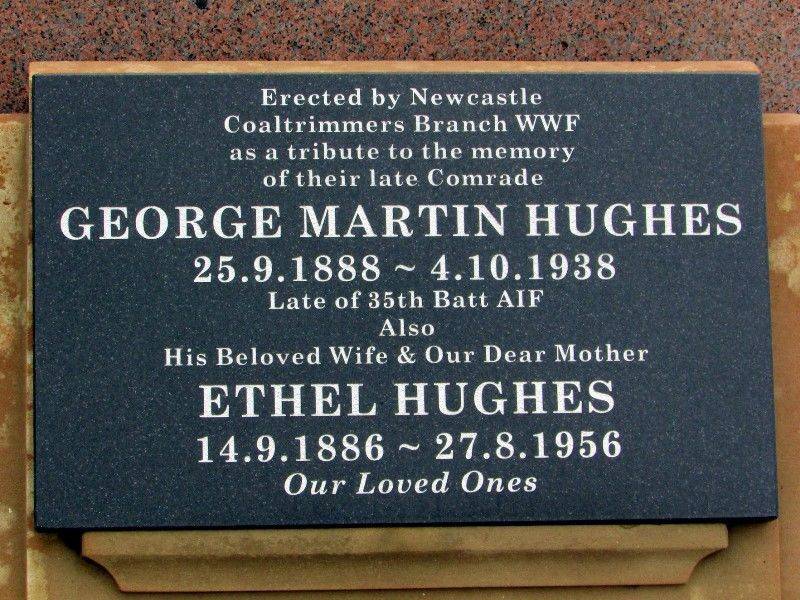 Erected by Newcastle
Coaltrimmers Branch WWF
as a tribute to the memory
of their late Comrade
GEORGE MARTIN HUGHES
25.9.1888 ~ 4.10.1938
Late of 35th Batt AIF
Also
His Beloved Wife & Our Dear Mother
ETHEL HUGHES
14.9.1886 ~ 27.8.1956
Our Loved Ones